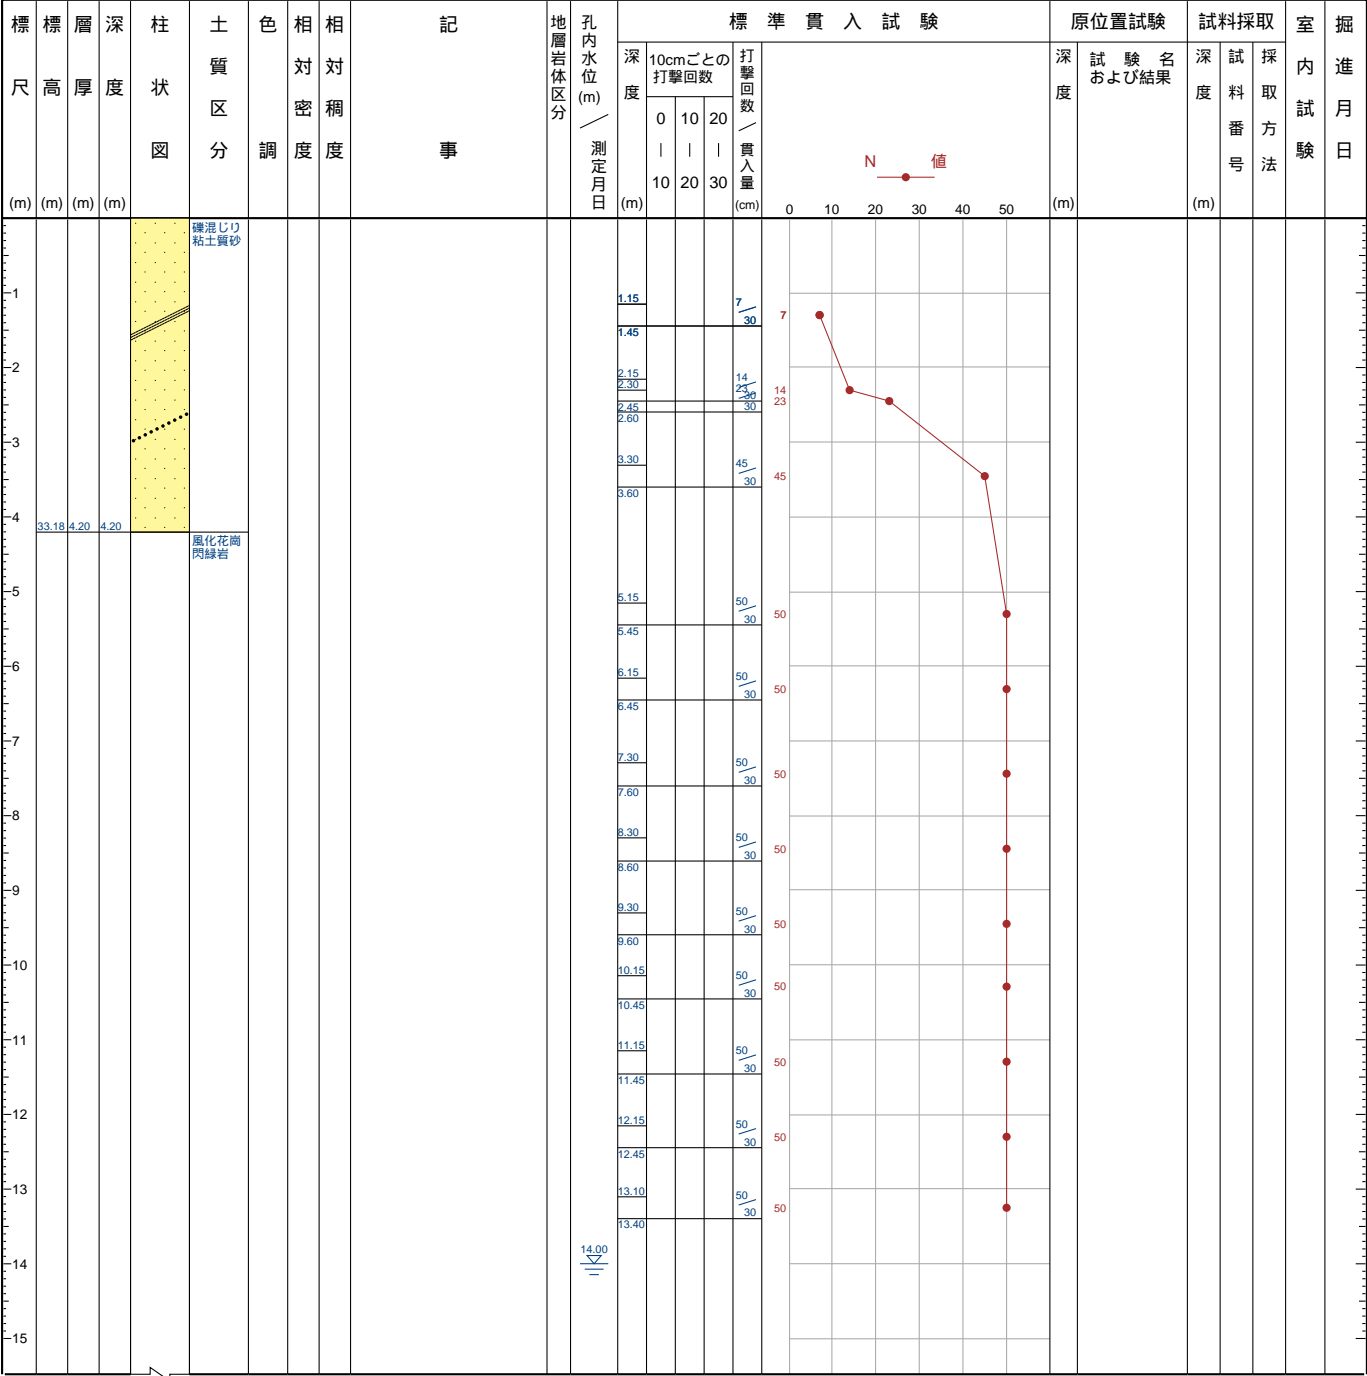 標尺 (m)
標高 (m)
層厚 (m)
深度 (m)
柱状図
土質区分
色調
相対密度
相対稠度
記事
地層岩体区分
孔内水位(m)／測定月日
標準貫入試験
深度 (m)
10cmごとの
打撃回数
0 10 20
| | |
10 20 30
打撃回数／貫入量 (cm)
N 値
0 10 20 30 40 50
原位置試験
深度 (m)
試験名
および結果
試料採取
深度 (m)
試料番号
採取方法
室内試験
掘進月日
礫混じり
粘土質砂
1
1.15 7
30 7
1.45
2
2.15 14
2.30 23 30 14
2.45 30 23
2.60
3
3.30 45
30 45
3.60
4
33.18 4.20 4.20
風化花崗
閃緑岩
5
5.15 50
30 50
5.45
6
6.15 50
30 50
6.45
7
7.30 50
30 50
7.60
8
8.30 50
30 50
8.60
9
9.30 50
30 50
9.60
10
10.15 50
30 50
10.45
11
11.15 50
30 50
11.45
12
12.15 50
30 50
12.45
13
13.10 50
30 50
13.40
14.00
14
15